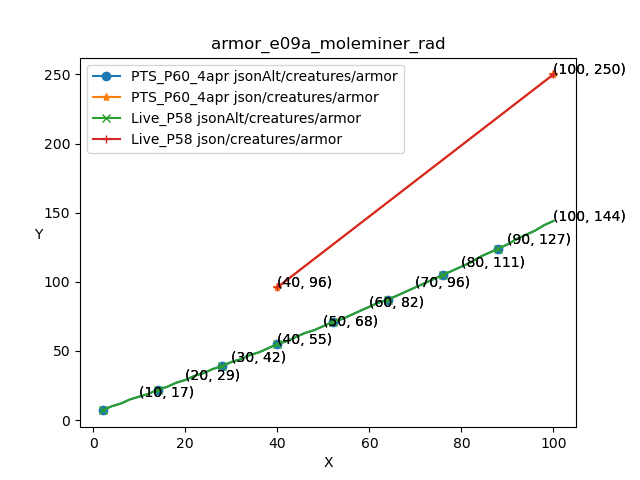 armor_e09a_moleminer_rad
PTS_P60_4apr jsonAlt/creatures/armor
PTS_P60_4apr json/creatures/armor
Live_P58 jsonAlt/creatures/armor
Live_P58 json/creatures/armor
250
200
150
100
50
0
Y
(100, 250)
(100, 144)
(90, 127)
(80, 111)
(70, 96)
(40, 96)
(60, 82)
(50, 68)
(40, 55)
(30, 42)
(20, 29)
(10, 17)
0 20 40 60 80 100
X